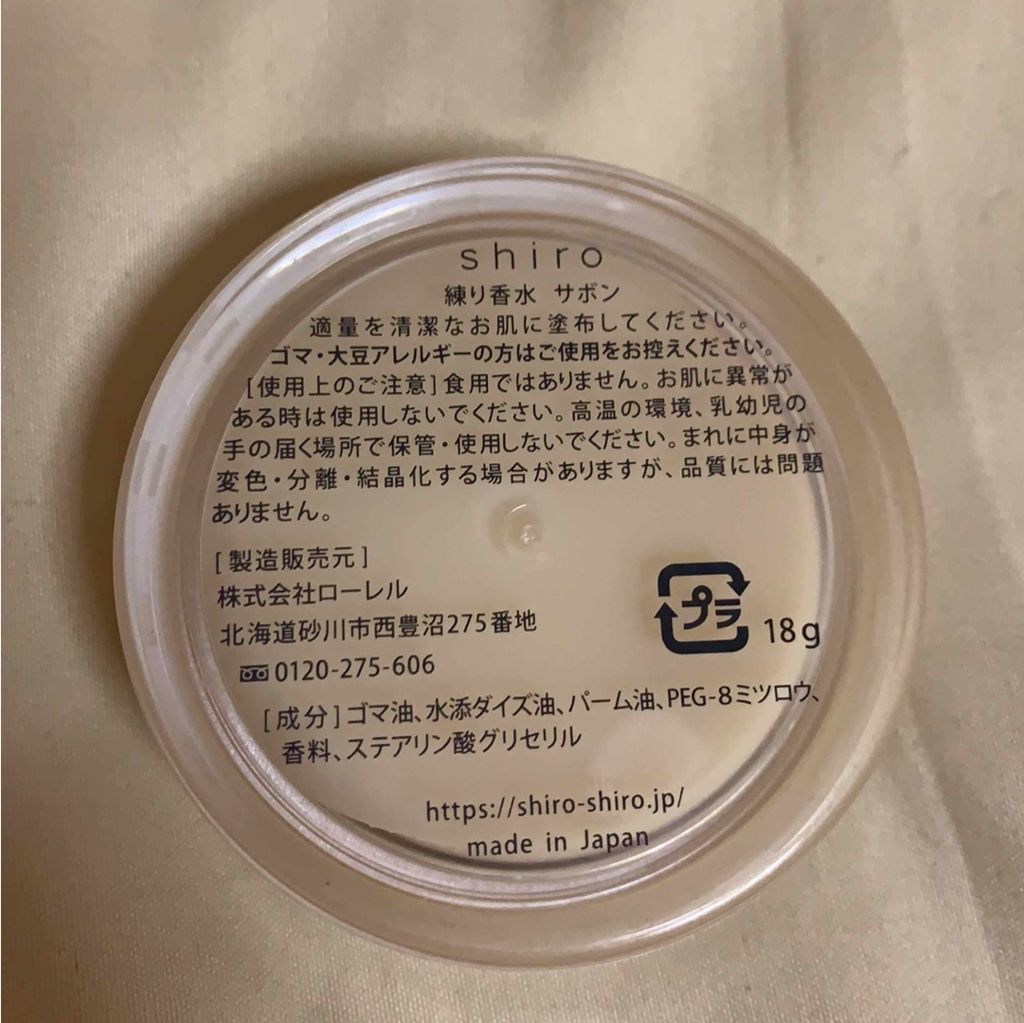 shiro
練り香水 サボン
適量を清潔なお肌に塗布してください。
ゴマ・大豆アレルギーの方はご使用をお控えください。
[使用上のご注意]食用ではありません。お肌に異常が
ある時は使用しないでください。高温の環境、乳幼児の
手の届く場所で保管・使用しないでください。まれに中身が
変色・分離・結晶化する場合がありますが、品質には問題
ありません。
[製造販売元]
株式会社ローレル
北海道砂川市西豊沼275番地
0120-275-606
プラ
18g
[成分]ゴマ油、水添ダイズ油、パーム油、PEG-8ミツロウ、
香料、ステアリン酸グリセリル
https://shiro-shiro.jp/
made in Japan